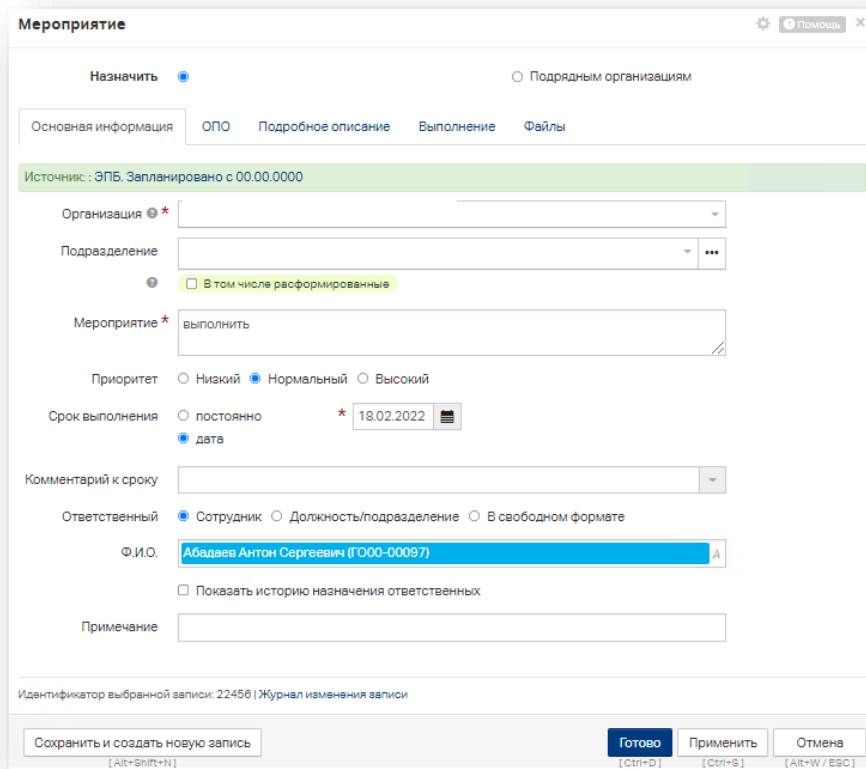 Мероприятие
Помощь
Назначить
Подрядным организациям
Основная информация ОПО Подробное описание Выполнение Файлы
Источник: : ЭПБ. Запланировано с 00.00.0000
Организация *
Подразделение
В том числе расформированные
Мероприятие * выполнить
Приоритет Низкий Нормальный Высокий
Срок выполнения постоянно * 18.02.2022
дата
Комментарий к сроку
Ответственный Сотрудник Должность/подразделение В свободном формате
Ф.И.О. Абадаев Антон Сергеевич (ГО00-00097)
Показать историю назначения ответственных
Примечание
Идентификатор выбранной записи: 22456 | Журнал изменения записи
Сохранить и создать новую запись Готово Применить Отмена
[Alt+Shift+N] [Ctrl+D] [Ctrl+S] [Alt+W / ESC]